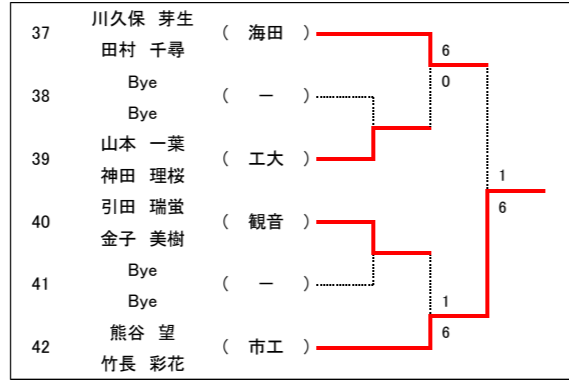 川久保 芽生
37 ( 海田 )
田村 千尋
6
0
Bye
38 ( ー )
Bye
山本 一葉
39 ( 工大 )
神田 理桜
1
6
引田 瑞蛍
40 ( 観音 )
金子 美樹
Bye
41 ( ー )
Bye
1
6
熊谷 望
42 ( 市工 )
竹長 彩花